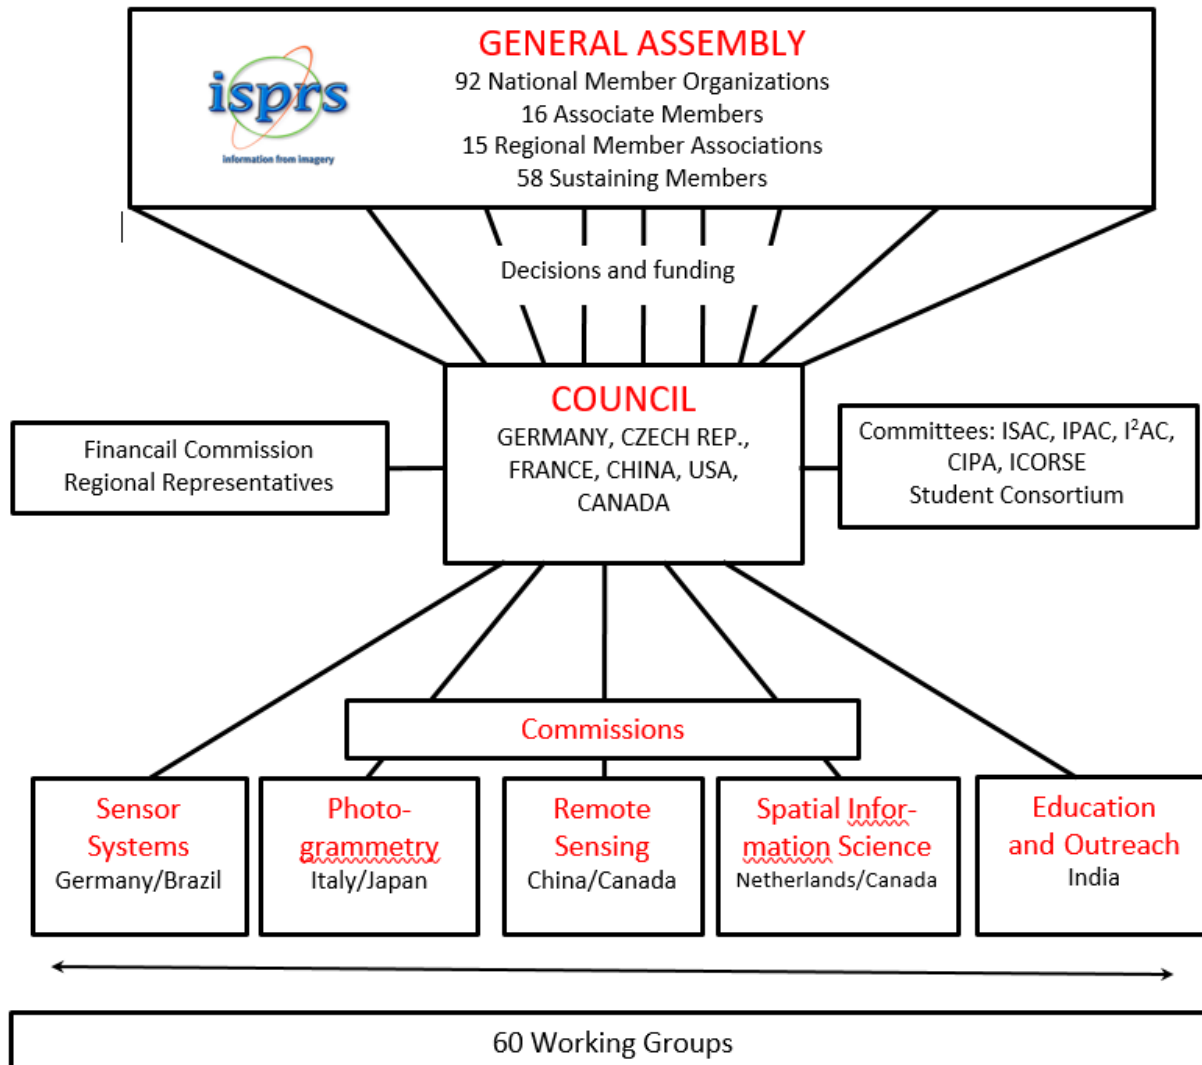 GENERAL ASSEMBLY
isprs
information from imagery
92 National Member Organizations
16 Associate Members
15 Regional Member Associations
58 Sustaining Members
Decisions and funding
COUNCIL
GERMANY, CZECH REP.,
FRANCE, CHINA, USA,
CANADA
Financail Commission
Regional Representatives
Committees: ISAC, IPAC, I²AC,
CIPA, ICORSE
Student Consortium
Commissions
Sensor
Systems
Germany/Brazil
Photo-
grammetry
Italy/Japan
Remote
Sensing
China/Canada
Spatial Infor-
mation Science
Netherlands/Canada
Education
and Outreach
India
60 Working Groups